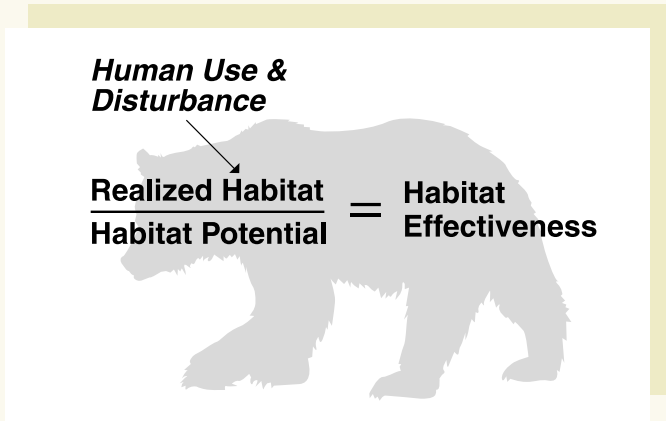 Human Use &
Disturbance
Realized Habitat
Habitat Potential
=
Habitat
Effectiveness